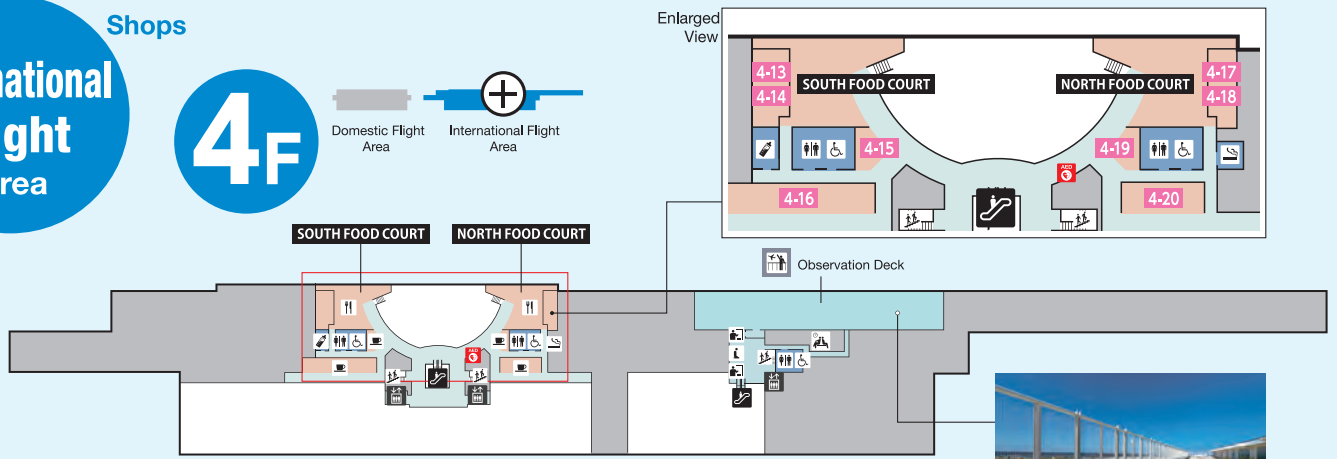 Shops
national
ght
rea
4F
Domestic Flight
Area
International Flight
Area
Enlarged
View
4-13
4-14
SOUTH FOOD COURT
NORTH FOOD COURT
4-17
4-18
4-15
4-19
AED
4-16
4-20
SOUTH FOOD COURT
NORTH FOOD COURT
Observation Deck
AED